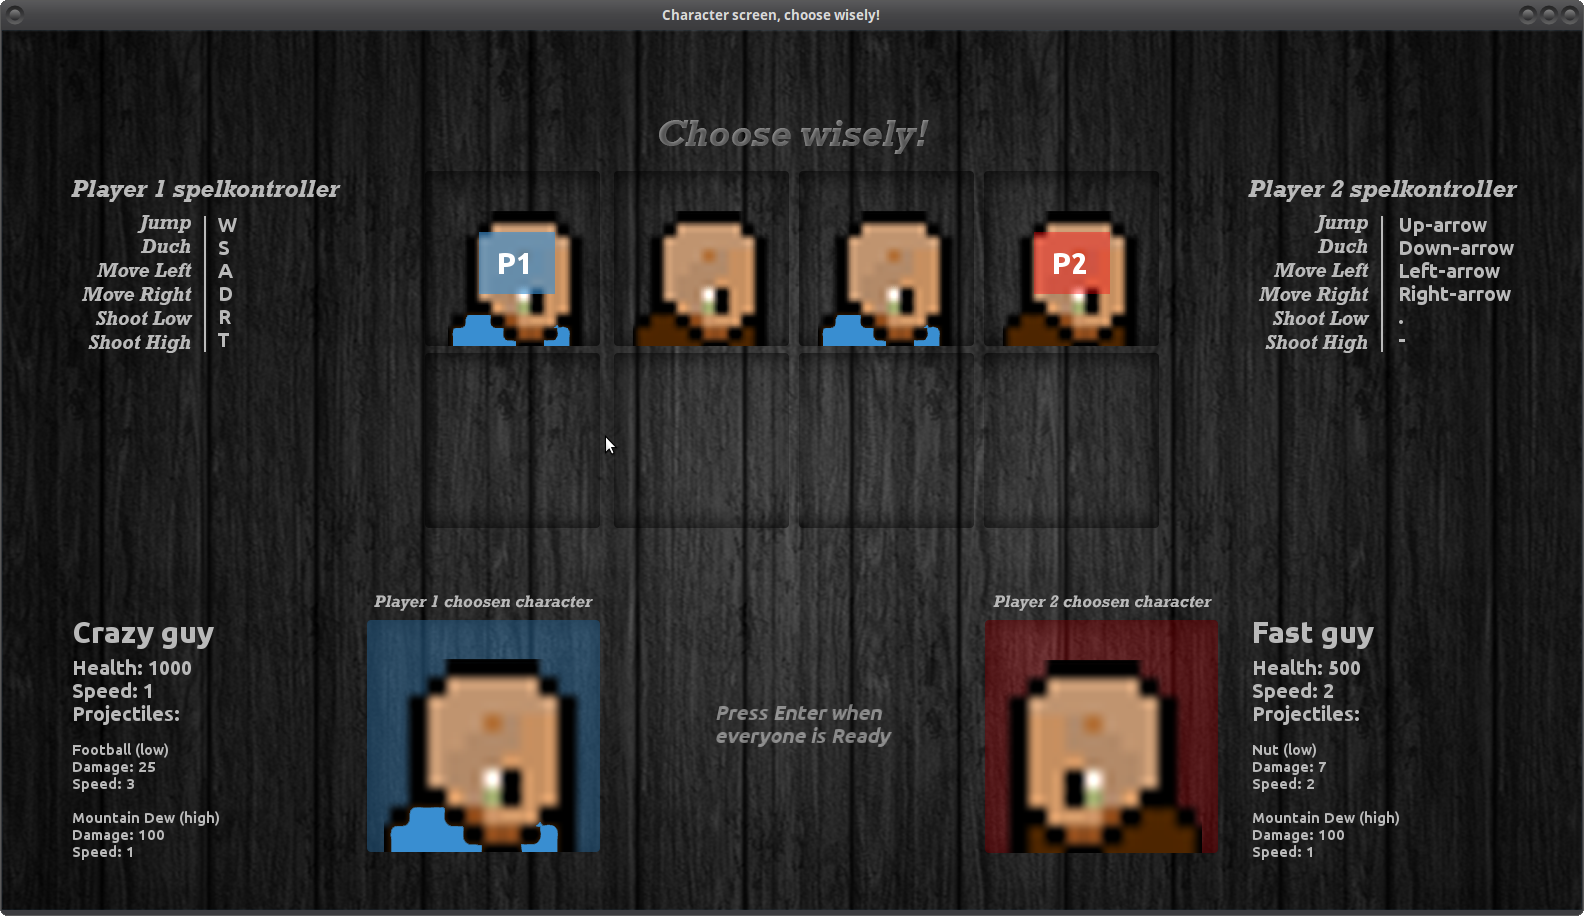 Character screen, choose wisely!
Choose wisely!
Player 1 spelkontroller
Jump W
Duch S
Move Left A
Move Right D
Shoot Low R
Shoot High T
P1
P2
Player 2 spelkontroller
Jump Up-arrow
Duch Down-arrow
Move Left Left-arrow
Move Right Right-arrow
Shoot Low .
Shoot High -
Player 1 choosen character
Crazy guy
Health: 1000
Speed: 1
Projectiles:
Football (low)
Damage: 25
Speed: 3
Mountain Dew (high)
Damage: 100
Speed: 1
Press Enter when
everyone is Ready
Player 2 choosen character
Fast guy
Health: 500
Speed: 2
Projectiles:
Nut (low)
Damage: 7
Speed: 2
Mountain Dew (high)
Damage: 100
Speed: 1